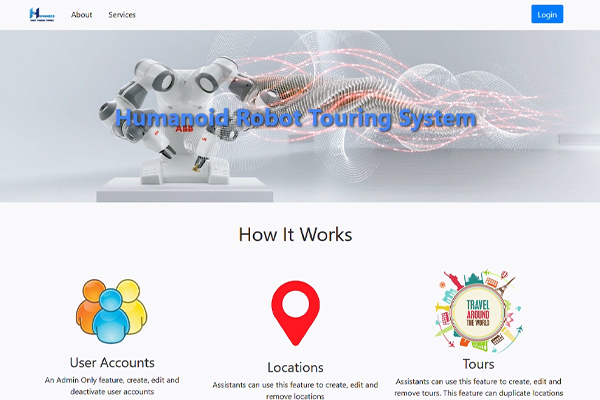 About
Services
Login
Humanoid Robot Touring System
ABB
How It Works
TRAVEL
AROUND
THE WORLD
User Accounts
An Admin Only feature, create, edit and
deactivate user accounts
Locations
Assistants can use this feature to create, edit and
remove locations
Tours
Assistants can use this feature to create, edit and
remove tours. This feature can duplicate locations